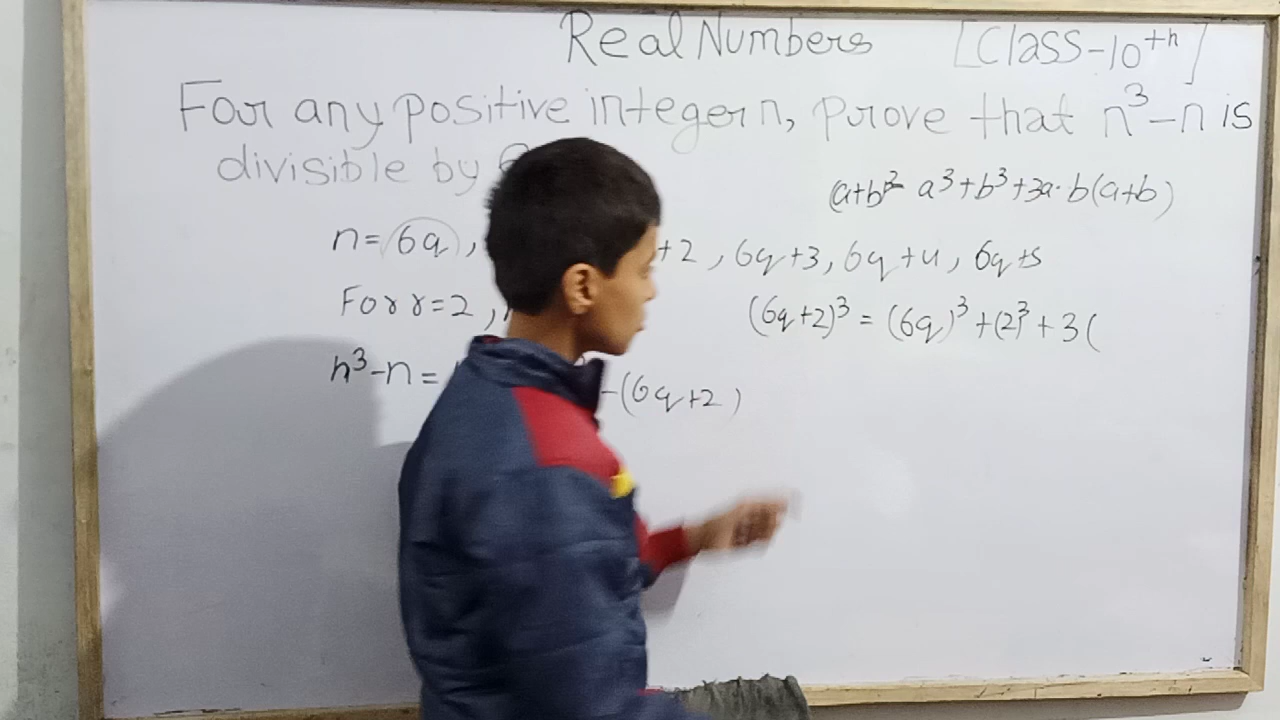 Real Numbers [Class-10th]
For any positive integer n, prove that n³-n is
divisible by
(a+b)³= a³+b³+3a·b(a+b)
n= 6q, +2, 6q+3, 6q+4, 6q+5
For r=2, (6q+2)³ = (6q)³ +(2)³ + 3(
n³-n= -(6q+2)